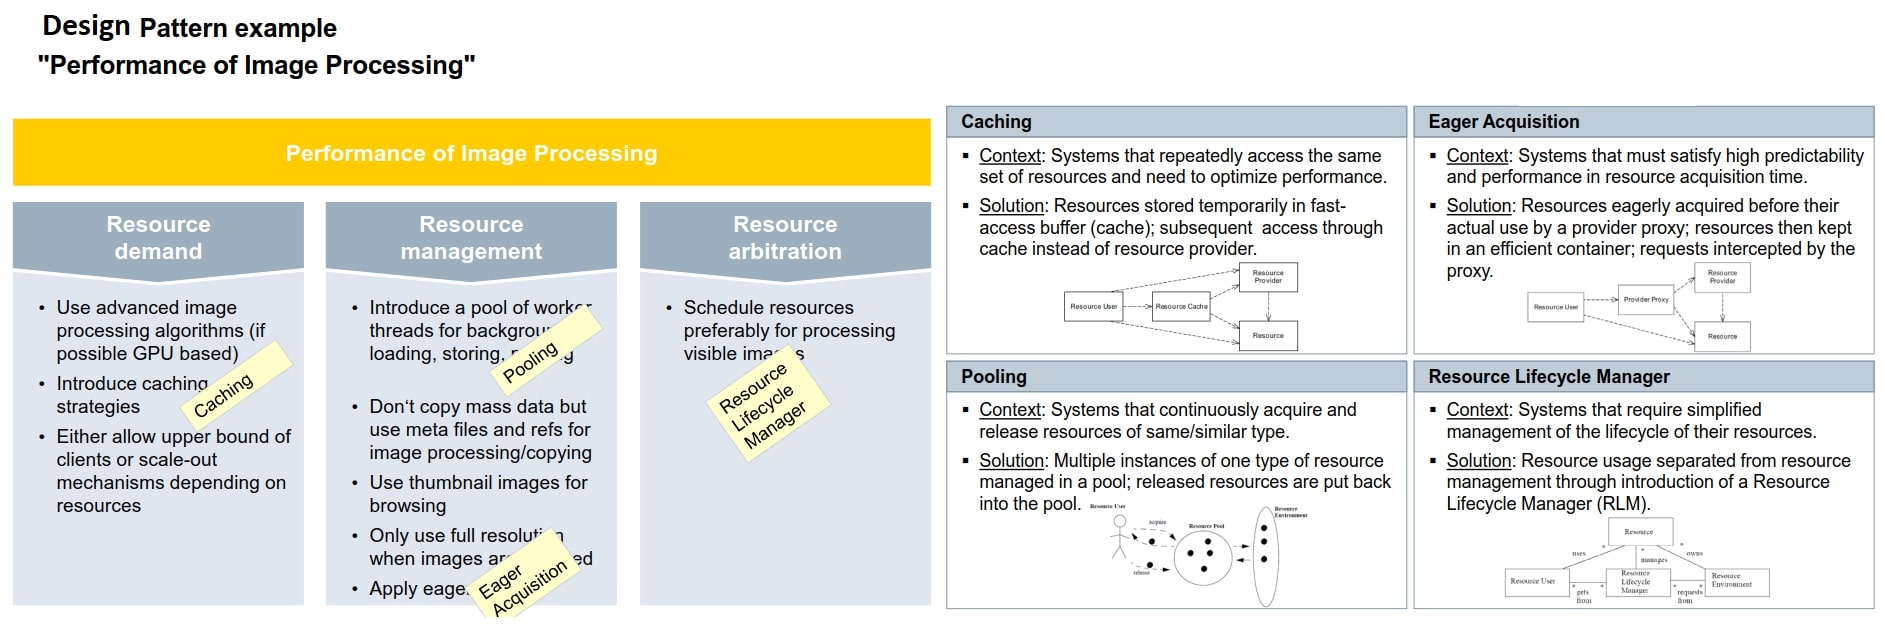 Design Pattern example
"Performance of Image Processing"
Performance of Image Processing
Resource
demand
• Use advanced image
processing algorithms (if
possible GPU based)
• Introduce caching
strategies
Caching
• Either allow upper bound of
clients or scale-out
mechanisms depending on
resources
Resource
management
• Introduce a pool of worker
threads for backgrou
loading, storing,
Pooling
• Don‘t copy mass data but
use meta files and refs for
image processing/copying
• Use thumbnail images for
browsing
• Only use full resolution
when images ar ed
• Apply eage
Eager
Acquisition
Resource
arbitration
• Schedule resources
preferably for processing
visible images
Resource
Lifecycle
Manager
Caching
▪ Context: Systems that repeatedly access the same
set of resources and need to optimize performance.
▪ Solution: Resources stored temporarily in fast-
access buffer (cache); subsequent access through
cache instead of resource provider.
Resource
Provider
Resource User
Resource Cache
Resource
Eager Acquisition
▪ Context: Systems that must satisfy high predictability
and performance in resource acquisition time.
▪ Solution: Resources eagerly acquired before their
actual use by a provider proxy; resources then kept
in an efficient container; requests intercepted by the
proxy.
Resource
Provider
Resource User
Provider Proxy
Resource
Pooling
▪ Context: Systems that continuously acquire and
release resources of same/similar type.
▪ Solution: Multiple instances of one type of resource
managed in a pool; released resources are put back
into the pool.
Resource User
acquire
release
Resource Pool
Resource
Environment
Resource Lifecycle Manager
▪ Context: Systems that require simplified
management of the lifecycle of their resources.
▪ Solution: Resource usage separated from resource
management through introduction of a Resource
Lifecycle Manager (RLM).
Resource
uses
* * *
manages
owns
Resource User
Resource
Lifecycle
Manager
Resource
Environment
* * * *
gets
from
requests
from